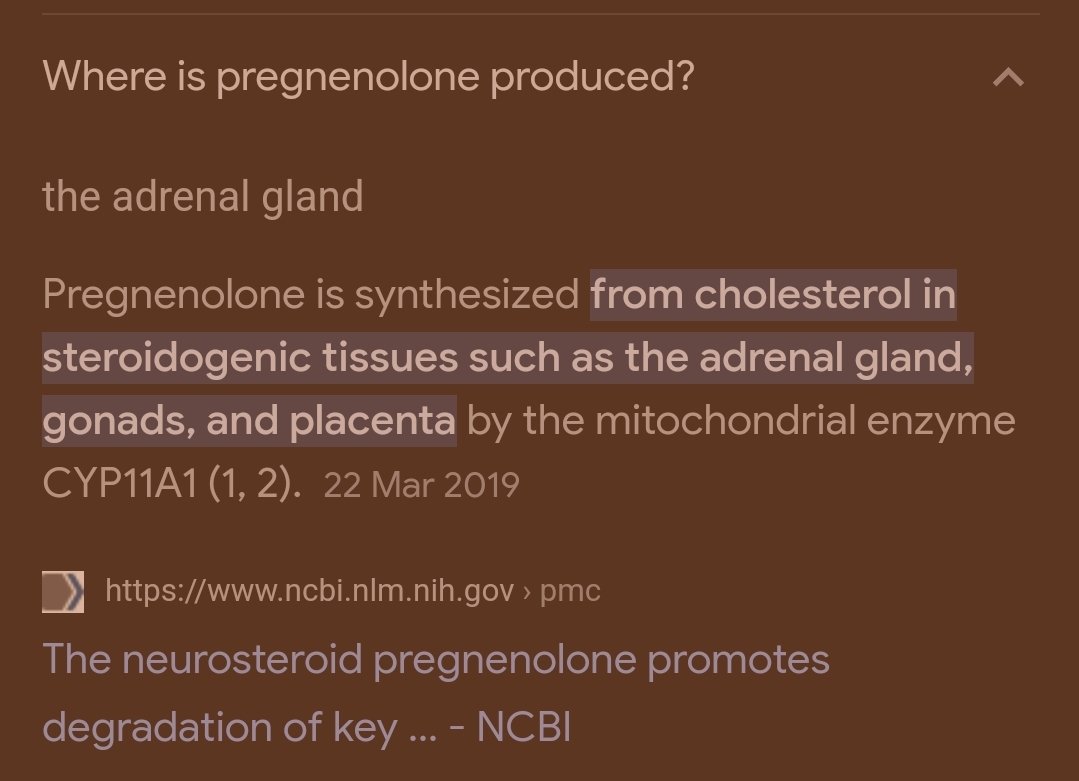 Where is pregnenolone produced?
the adrenal gland
Pregnenolone is synthesized from cholesterol in
steroidogenic tissues such as the adrenal gland,
gonads, and placenta by the mitochondrial enzyme
CYP11A1 (1, 2). 22 Mar 2019
https://www.ncbi.nlm.nih.gov › pmc
The neurosteroid pregnenolone promotes
degradation of key ... - NCBI